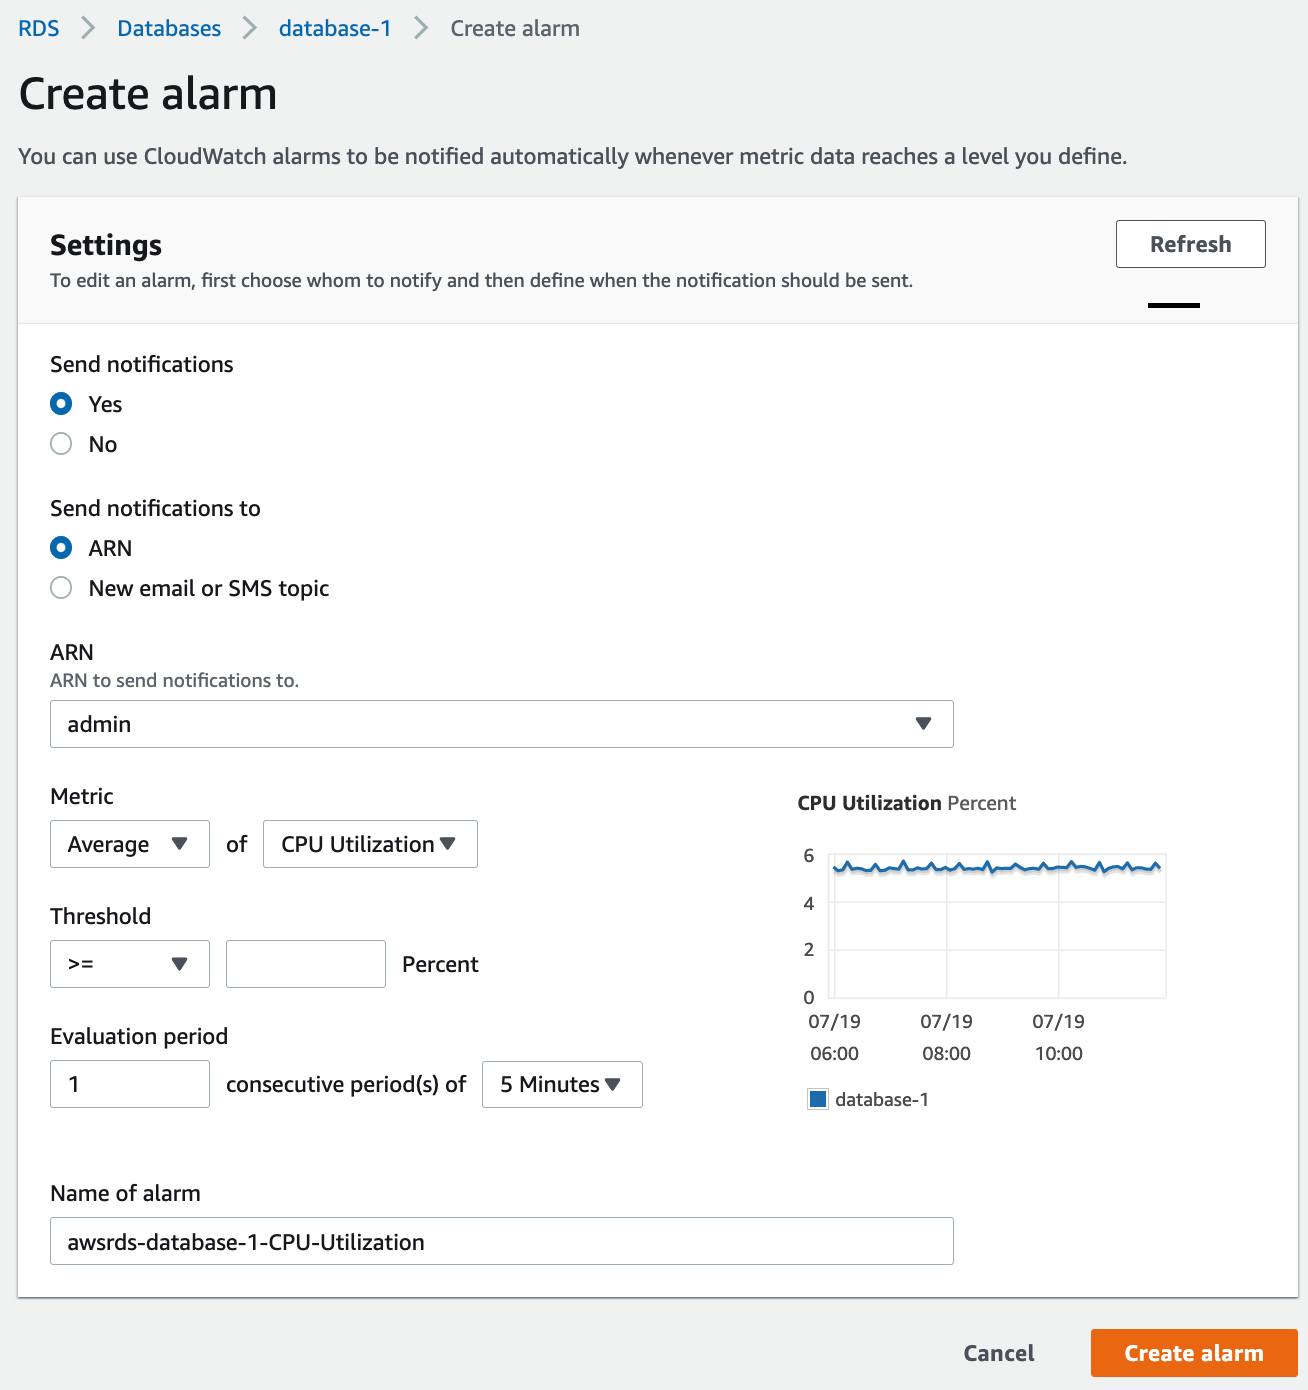 RDS > Databases > database-1 > Create alarm
Create alarm
You can use CloudWatch alarms to be notified automatically whenever metric data reaches a level you define.
Settings
Refresh
To edit an alarm, first choose whom to notify and then define when the notification should be sent.
Send notifications
Yes
No
Send notifications to
ARN
New email or SMS topic
ARN
ARN to send notifications to.
admin
Metric
Average of CPU Utilization
Threshold
>= Percent
Evaluation period
1 consecutive period(s) of 5 Minutes
CPU Utilization Percent
6
4
2
0
07/19 07/19 07/19
06:00 08:00 10:00
database-1
Name of alarm
awsrds-database-1-CPU-Utilization
Cancel Create alarm